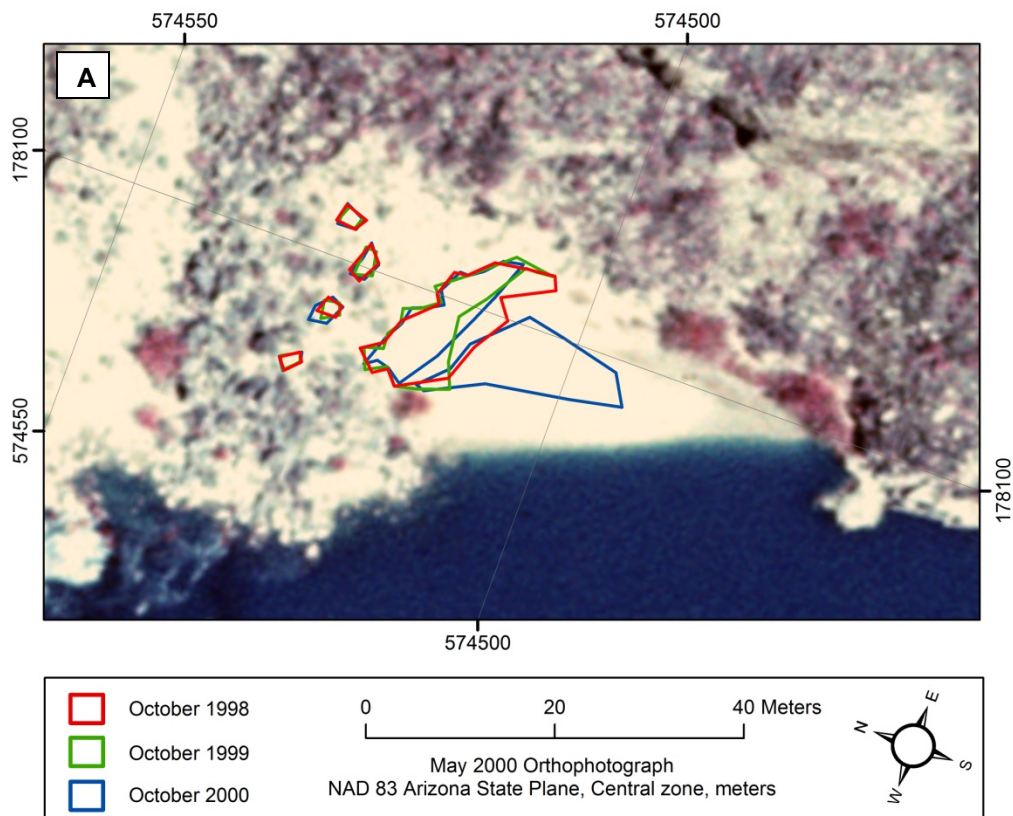 574550
574500
A
178100
574550
178100
574500
October 1998
October 1999
October 2000
0
20
40 Meters
May 2000 Orthophotograph
NAD 83 Arizona State Plane, Central zone, meters
N
E
S
W